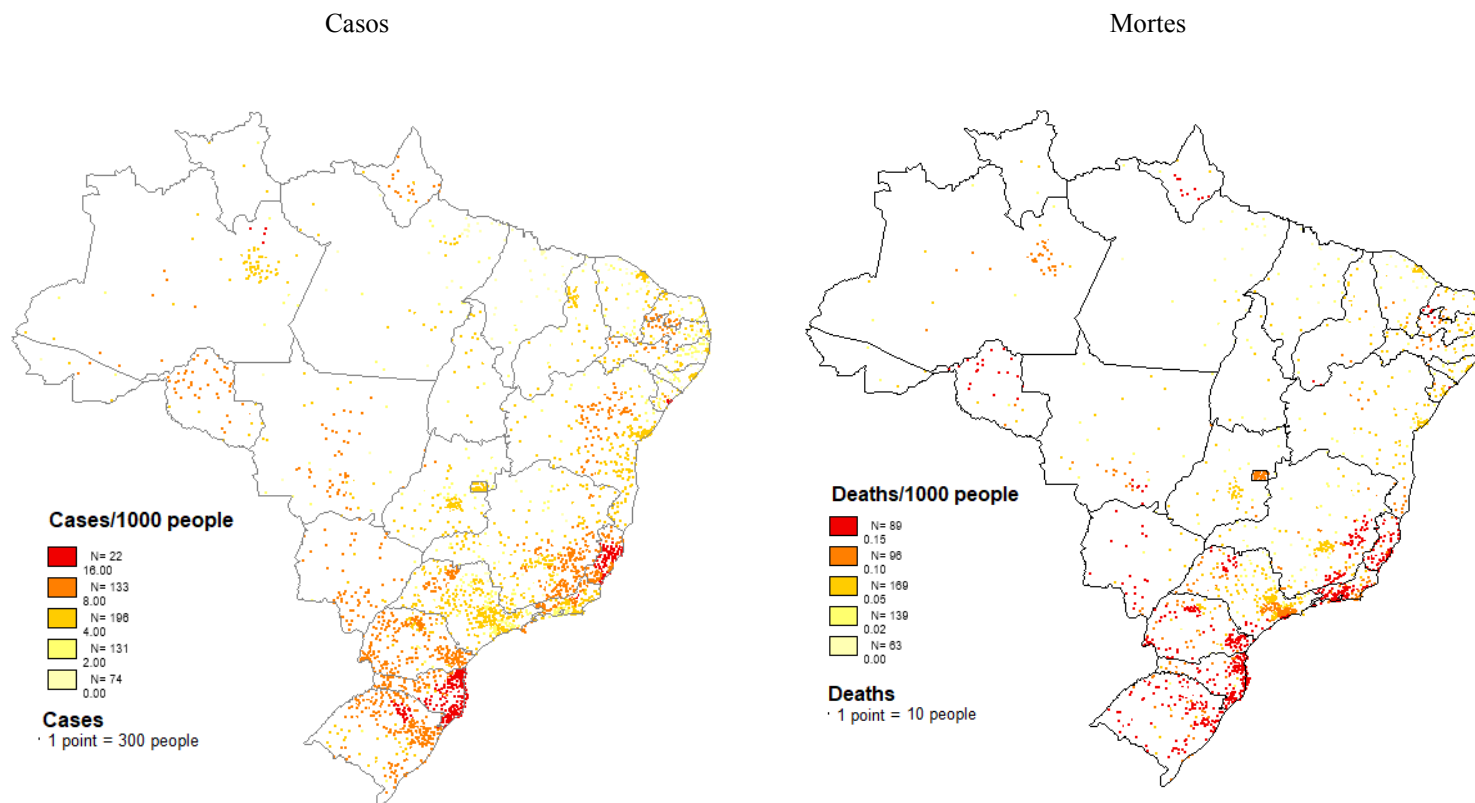 Casos
Mortes
Cases/1000 people
N= 22
16.00
N= 133
8.00
N= 196
4.00
N= 131
2.00
N= 74
0.00
Cases
· 1 point = 300 people
Deaths/1000 people
N= 89
0.15
N= 96
0.10
N= 169
0.05
N= 139
0.02
N= 63
0.00
Deaths
· 1 point = 10 people